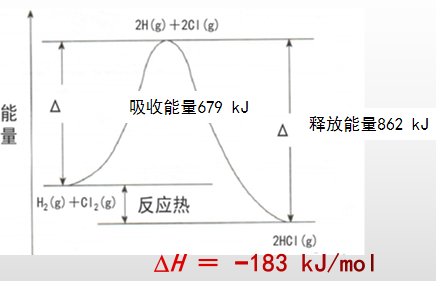 2H(g)+2Cl(g)
能量
Δ
吸收能量679 kJ
Δ
释放能量862 kJ
H₂(g)+Cl₂(g)
反应热
2HCl(g)
ΔH = -183 kJ/mol